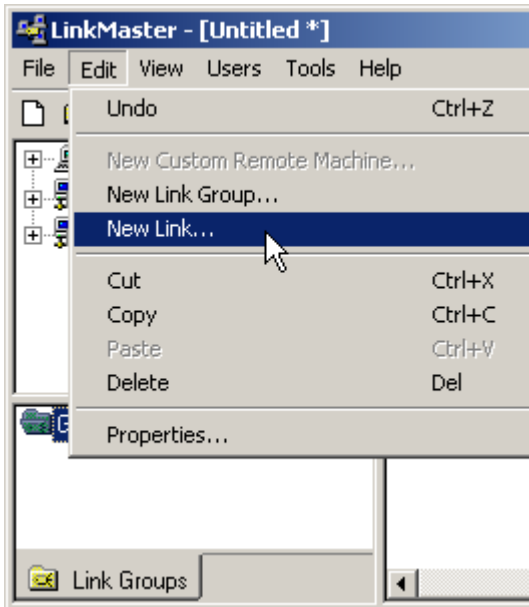 LinkMaster - [Untitled *]
File Edit View Users Tools Help
Undo Ctrl+Z
New Custom Remote Machine...
New Link Group...
New Link...
Cut Ctrl+X
Copy Ctrl+C
Paste Ctrl+V
Delete Del
Properties...
Link Groups